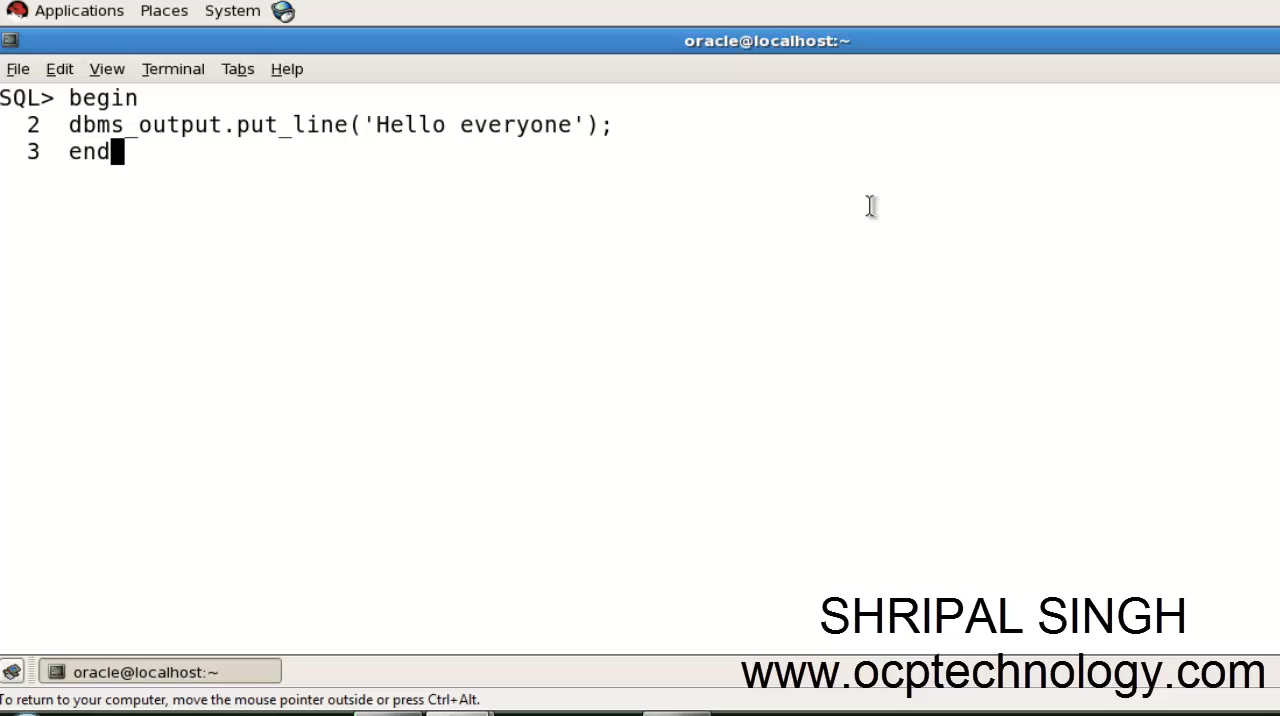 Applications Places System
oracle@localhost:~
File Edit View Terminal Tabs Help
SQL> begin
2 dbms_output.put_line('Hello everyone');
3 end
SHRIPAL SINGH
oracle@localhost:~
www.ocptechnology.com
To return to your computer, move the mouse pointer outside or press Ctrl+Alt.